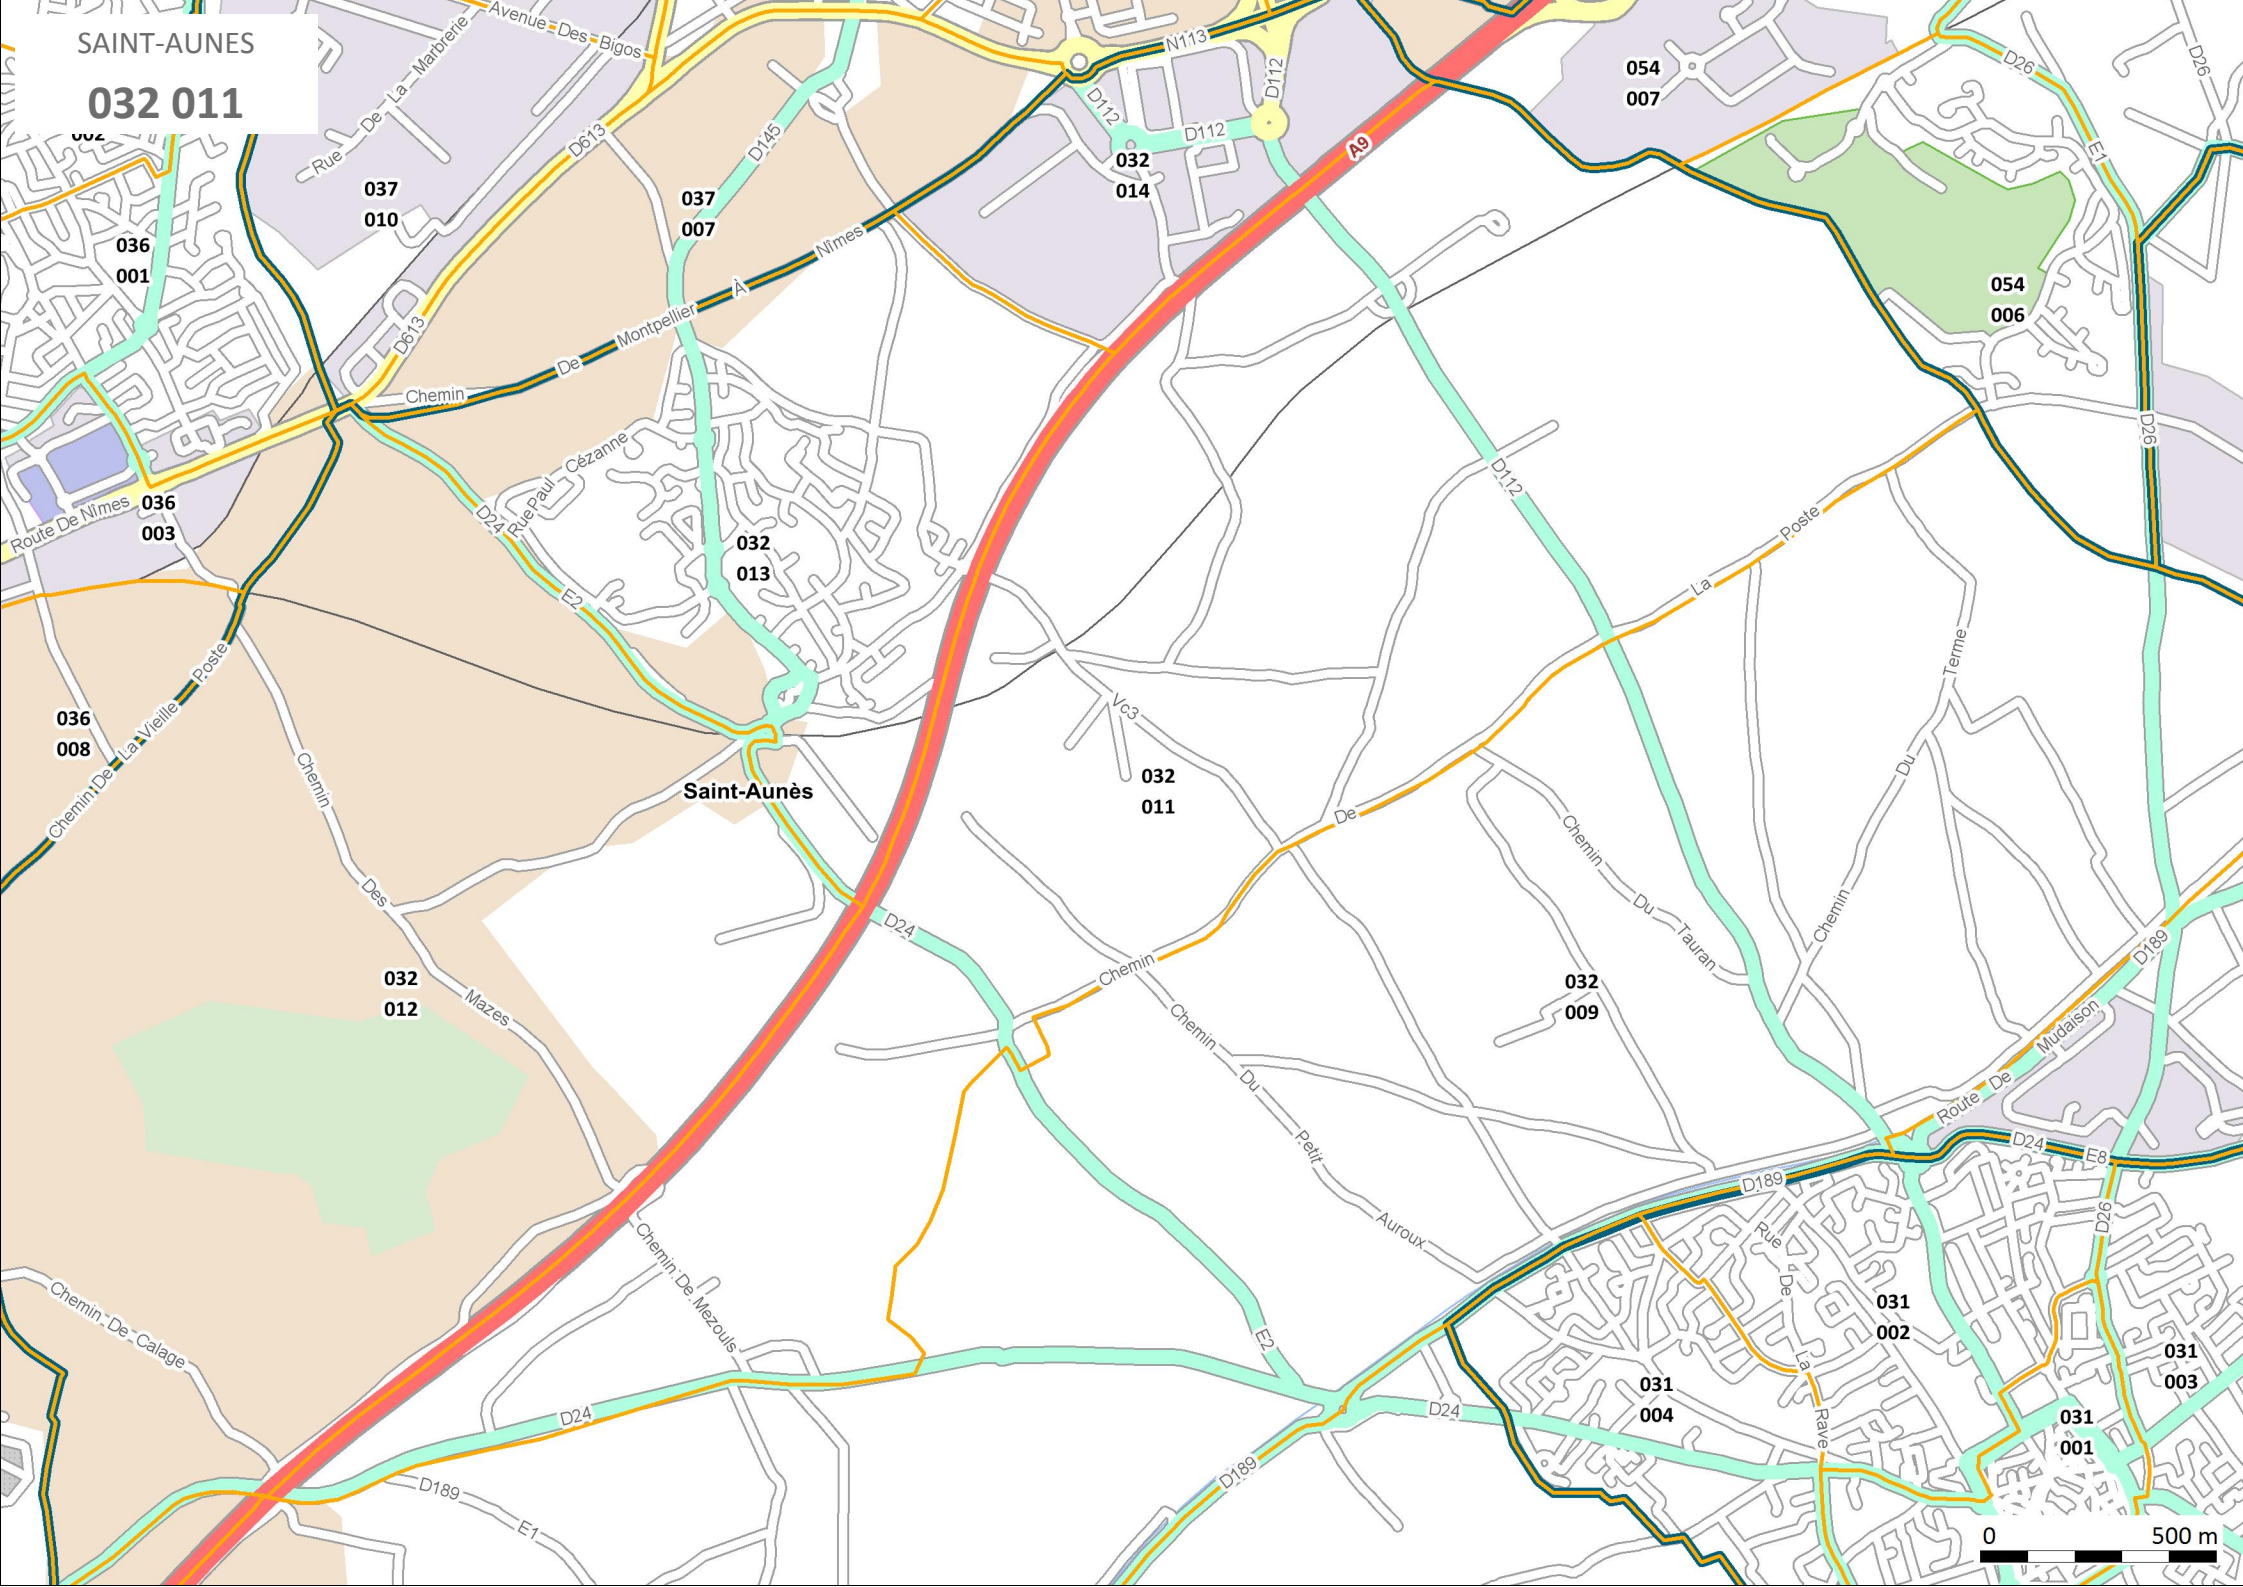 SAINT-AUNES
032 011
002
Avenue Des Bigos
Rue De La Marbrerie
N113
D112
D112
D112
D145
D613
A9
054
007
D26
D26
E1
032
014
037
010
037
007
036
001
Nîmes
À
Montpellier
De
Chemin
D613
054
006
D26
Rue Paul Cézanne
D24
036
003
Route De Nîmes
032
013
E2
D112
Poste
La
De
Chemin
Terme
Du
Chemin
036
008
Chemin De La Vieille Poste
Chemin
Des
Mazes
Vc3
Saint-Aunès
032
011
Chemin
Du
Tauran
D24
D189
032
012
032
009
Chemin
Du
Petit
Auroux
Mudaison
De
Route
D24
E8
D189
D26
Rue
De
La
Rave
Chemin De Mezouls
Chemin De Calage
E2
031
002
031
003
031
004
031
001
D24
D24
D189
D189
E1
0 500 m